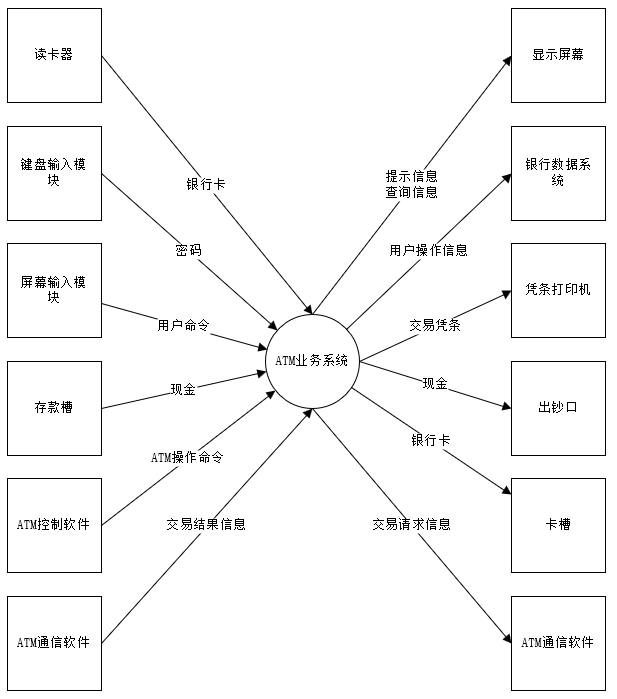 读卡器
显示屏幕
键盘输入模
块
银行数据系
统
银行卡
提示信息
查询信息
密码
用户操作信息
屏幕输入模
块
凭条打印机
用户命令
交易凭条
ATM业务系统
存款槽
现金
现金
出钞口
ATM操作命令
银行卡
ATM控制软件
交易结果信息
交易请求信息
卡槽
ATM通信软件
ATM通信软件